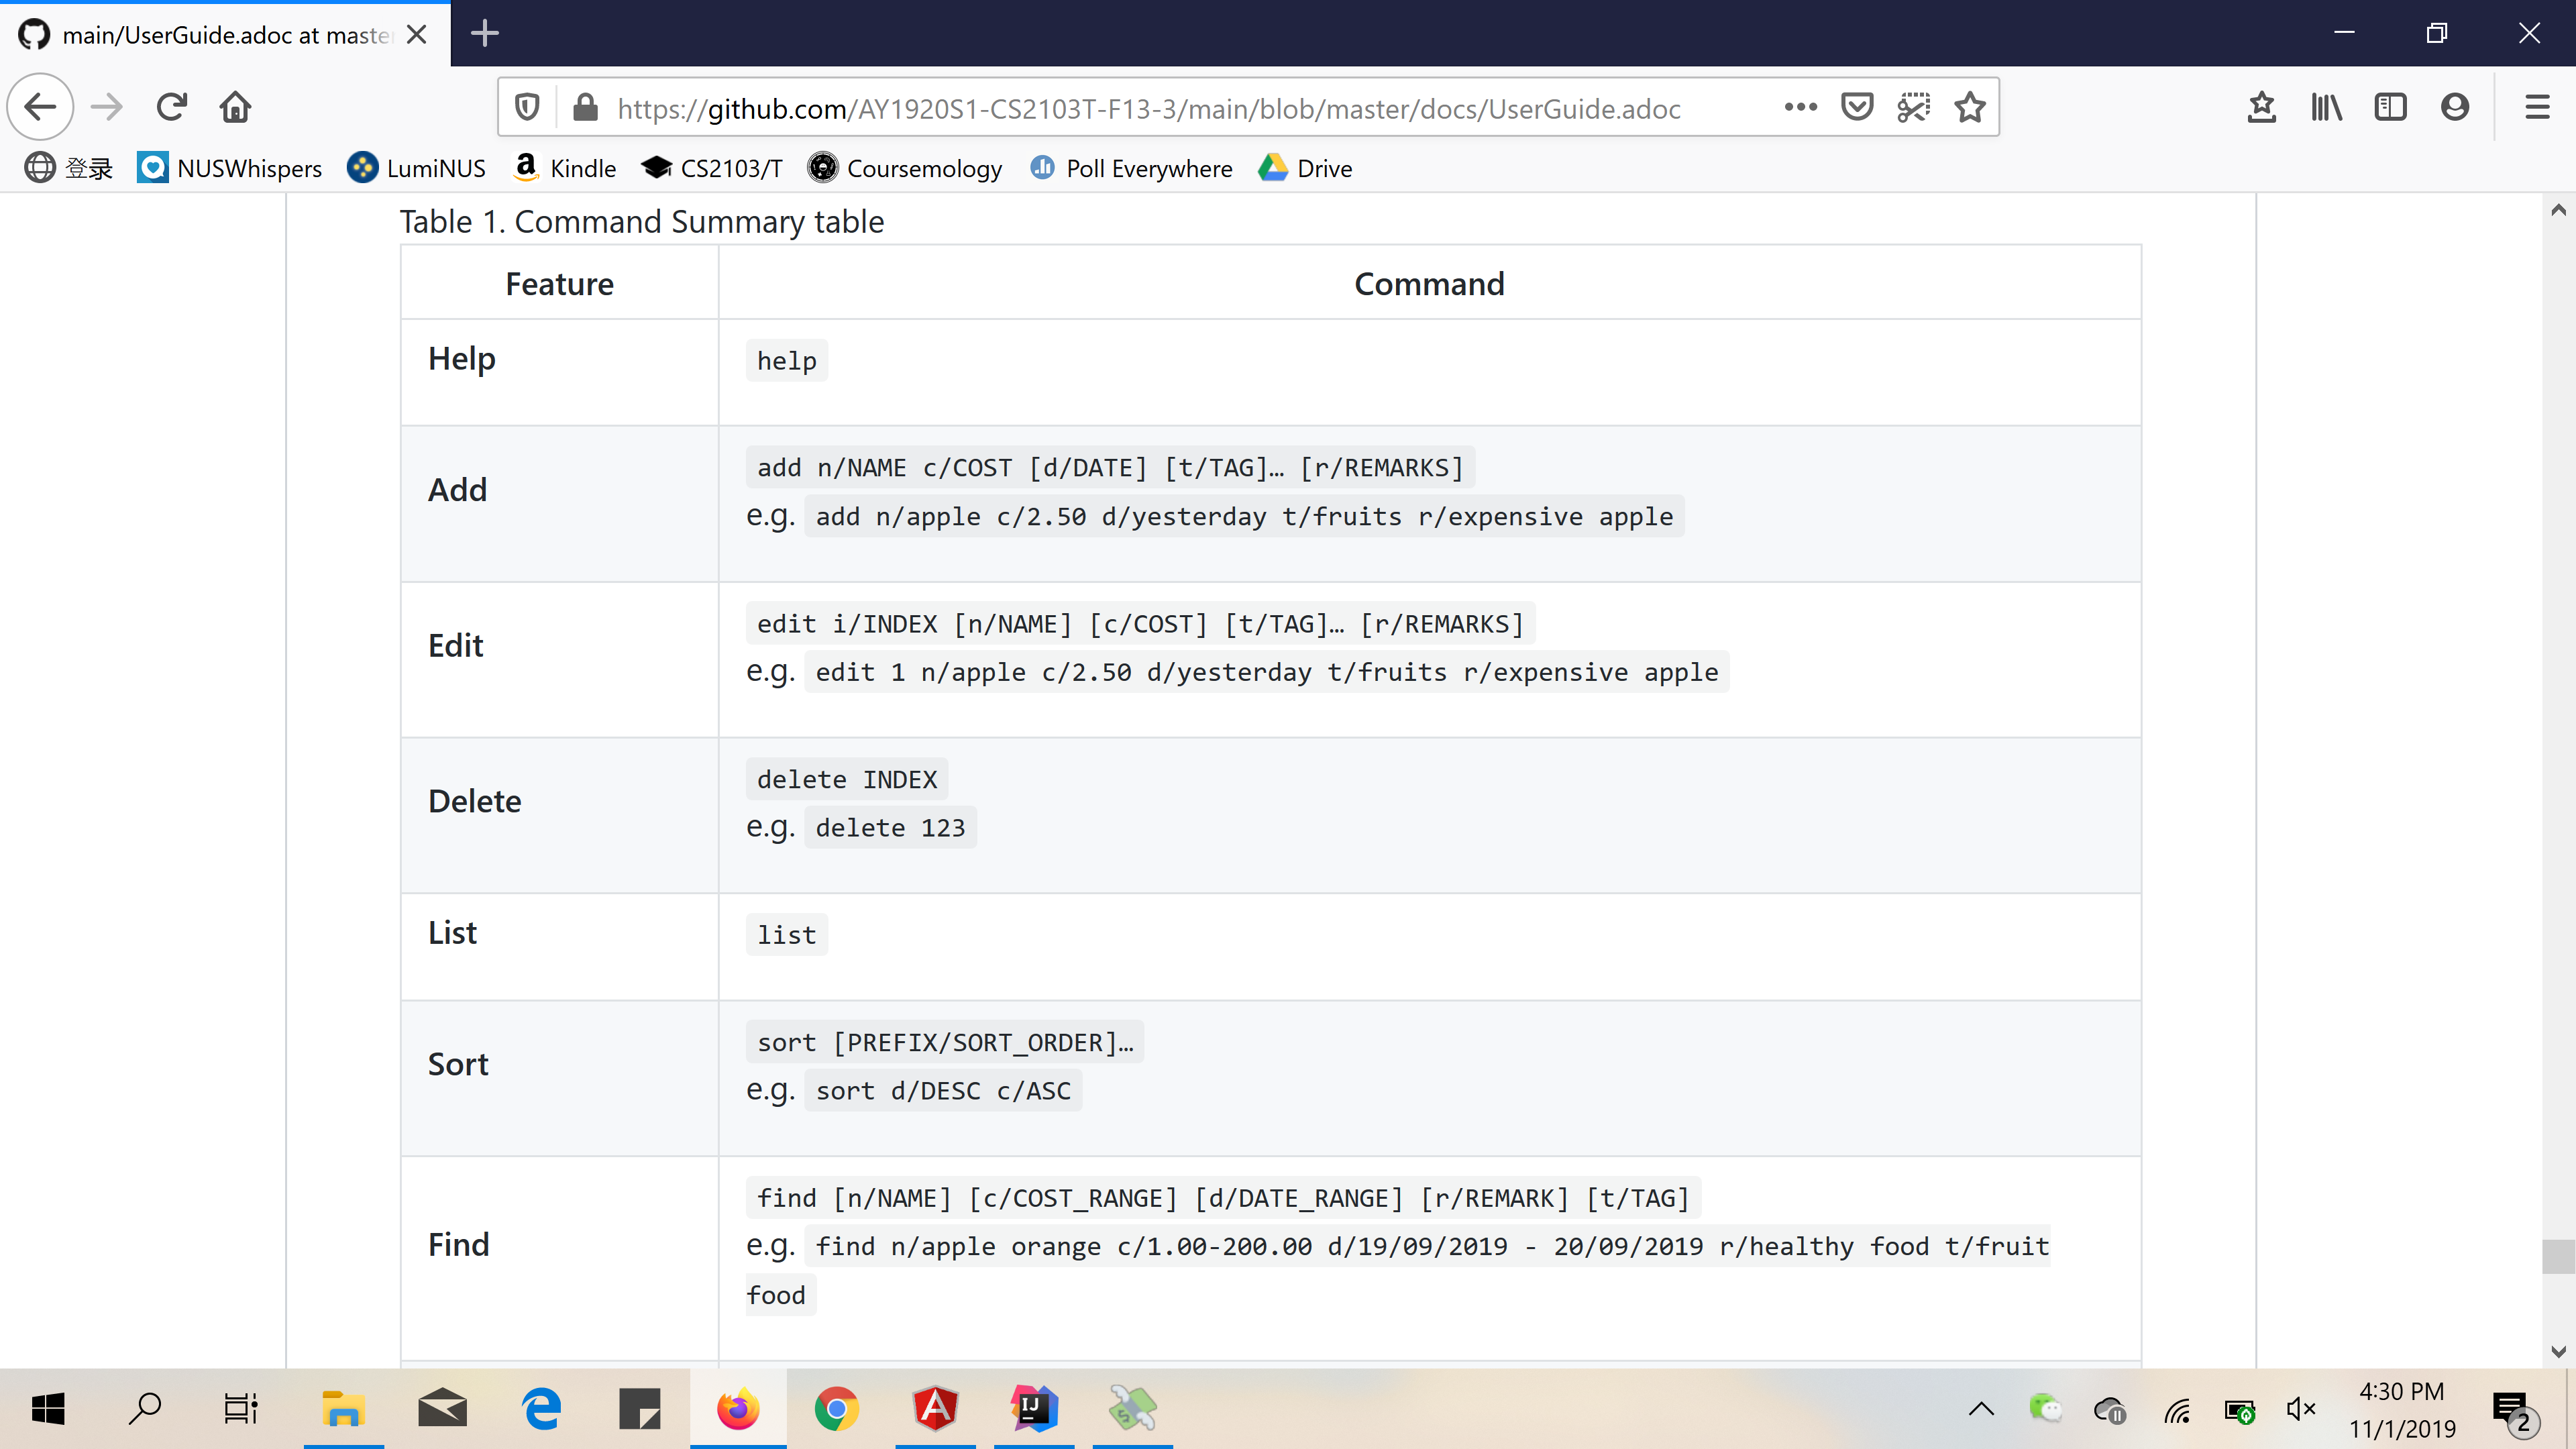 main/UserGuide.adoc at master
https://github.com/AY1920S1-CS2103T-F13-3/main/blob/master/docs/UserGuide.adoc
登录 NUSWhispers LumiNUS Kindle CS2103/T Coursemology Poll Everywhere Drive
Table 1. Command Summary table
Feature Command
Help help
Add
add n/NAME c/COST [d/DATE] [t/TAG]… [r/REMARKS]
e.g. add n/apple c/2.50 d/yesterday t/fruits r/expensive apple
Edit
edit i/INDEX [n/NAME] [c/COST] [t/TAG]… [r/REMARKS]
e.g. edit 1 n/apple c/2.50 d/yesterday t/fruits r/expensive apple
Delete
delete INDEX
e.g. delete 123
List list
Sort
sort [PREFIX/SORT_ORDER]…
e.g. sort d/DESC c/ASC
Find
find [n/NAME] [c/COST_RANGE] [d/DATE_RANGE] [r/REMARK] [t/TAG]
e.g. find n/apple orange c/1.00-200.00 d/19/09/2019 - 20/09/2019 r/healthy food t/fruit
food
4:30 PM
11/1/2019
2